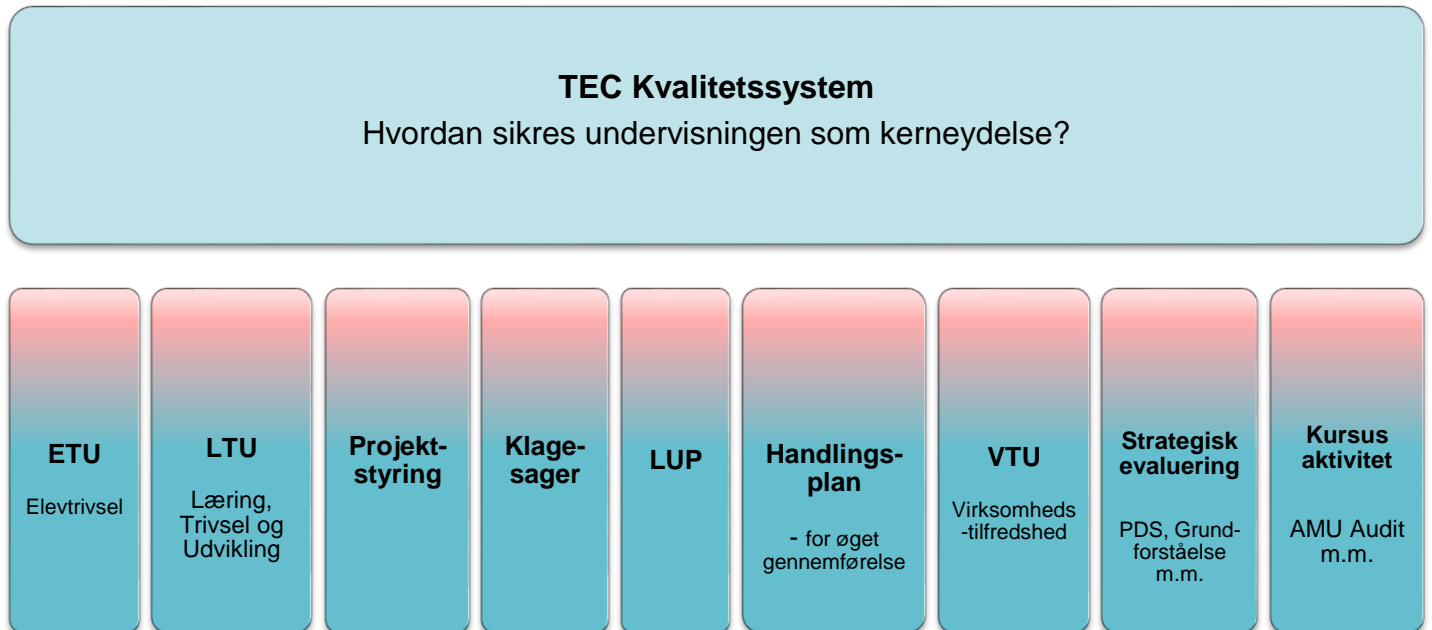 TEC Kvalitetssystem
Hvordan sikres undervisningen som kerneydelse?
ETU
Elevtrivsel
LTU
Læring,
Trivsel og
Udvikling
Projekt-
styring
Klage-
sager
LUP
Handlings-
plan
- for øget
gennemførelse
VTU
Virksomheds
-tilfredshed
Strategisk
evaluering
PDS, Grund-
forståelse
m.m.
Kursus
aktivitet
AMU Audit
m.m.